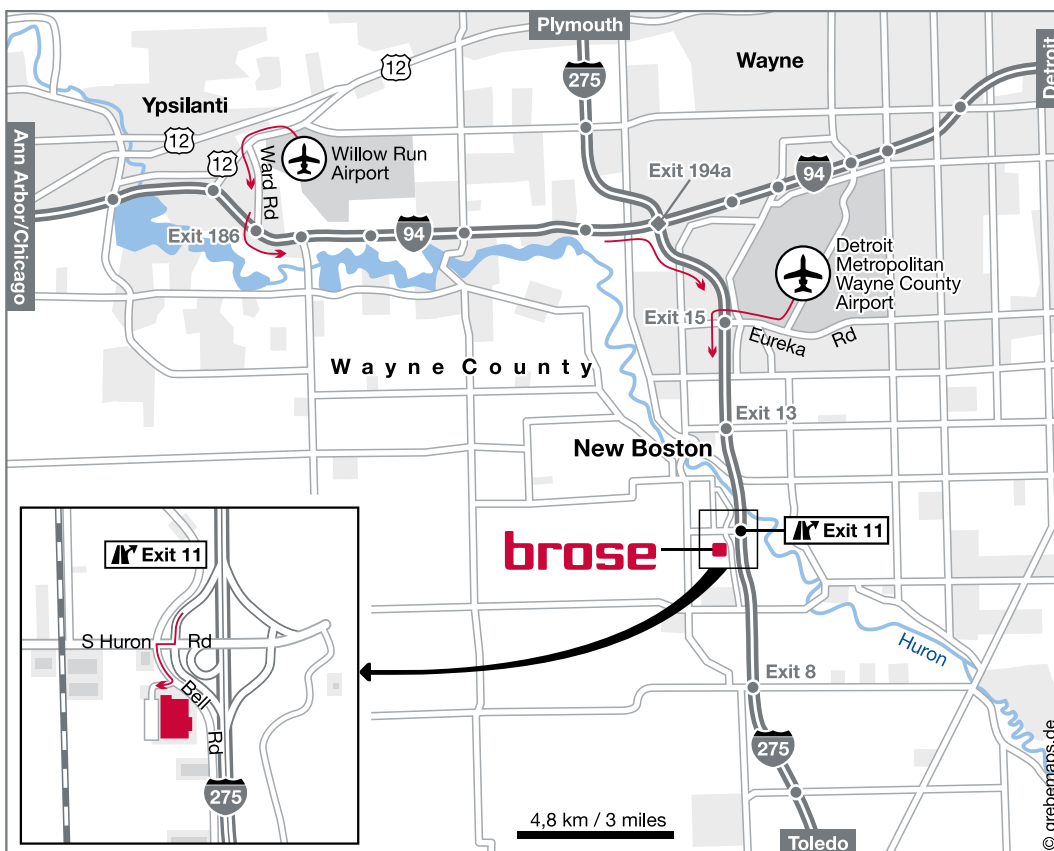 Plymouth
275
Wayne
Detroit
12
Ypsilanti
12
12
Ann Arbor/Chicago
Ward Rd
Willow Run
Airport
Exit 194a
94
Exit 186
94
Detroit
Metropolitan
Wayne County
Airport
Exit 15
Eureka Rd
Wayne County
Exit 13
New Boston
Exit 11
brose
Exit 11
S Huron Rd
Bell Rd
275
Huron
Exit 8
275
4,8 km / 3 miles
Toledo
© grebemaps.de